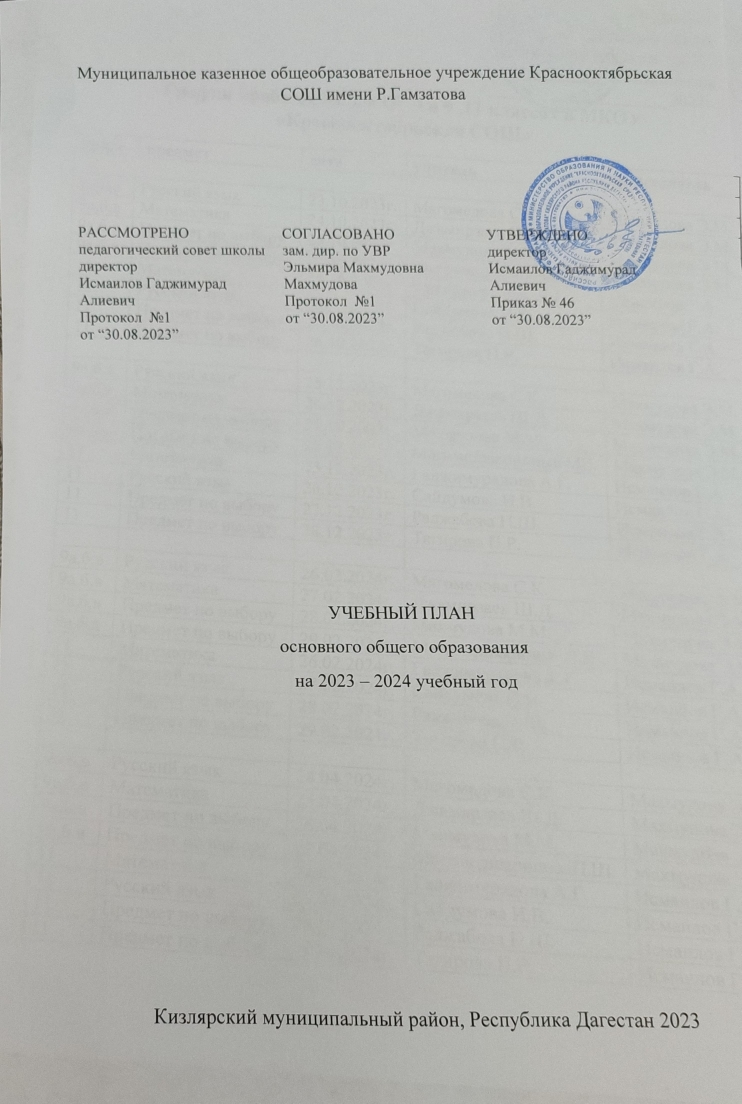 Муниципальное казенное общеобразовательное учреждение Краснооктябрьская
СОШ имени Р.Гамзатова
РАССМОТРЕНО
педагогический совет школы
директор
Исмаилов Гаджимурад
Алиевич
Протокол №1
от “30.08.2023”
СОГЛАСОВАНО
зам. дир. по УВР
Эльмира Махмудовна
Махмудова
Протокол №1
от “30.08.2023”
УТВЕРЖДЕНО
директор
Исмаилов Гаджимурад
Алиевич
Приказ № 46
от “30.08.2023”
УЧЕБНЫЙ ПЛАН
основного общего образования
на 2023 – 2024 учебный год
Кизлярский муниципальный район, Республика Дагестан 2023